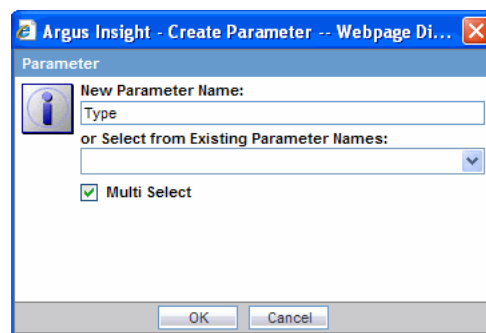 Argus Insight - Create Parameter -- Webpage Di...
Parameter
New Parameter Name:
Type
or Select from Existing Parameter Names:
Multi Select
OK Cancel